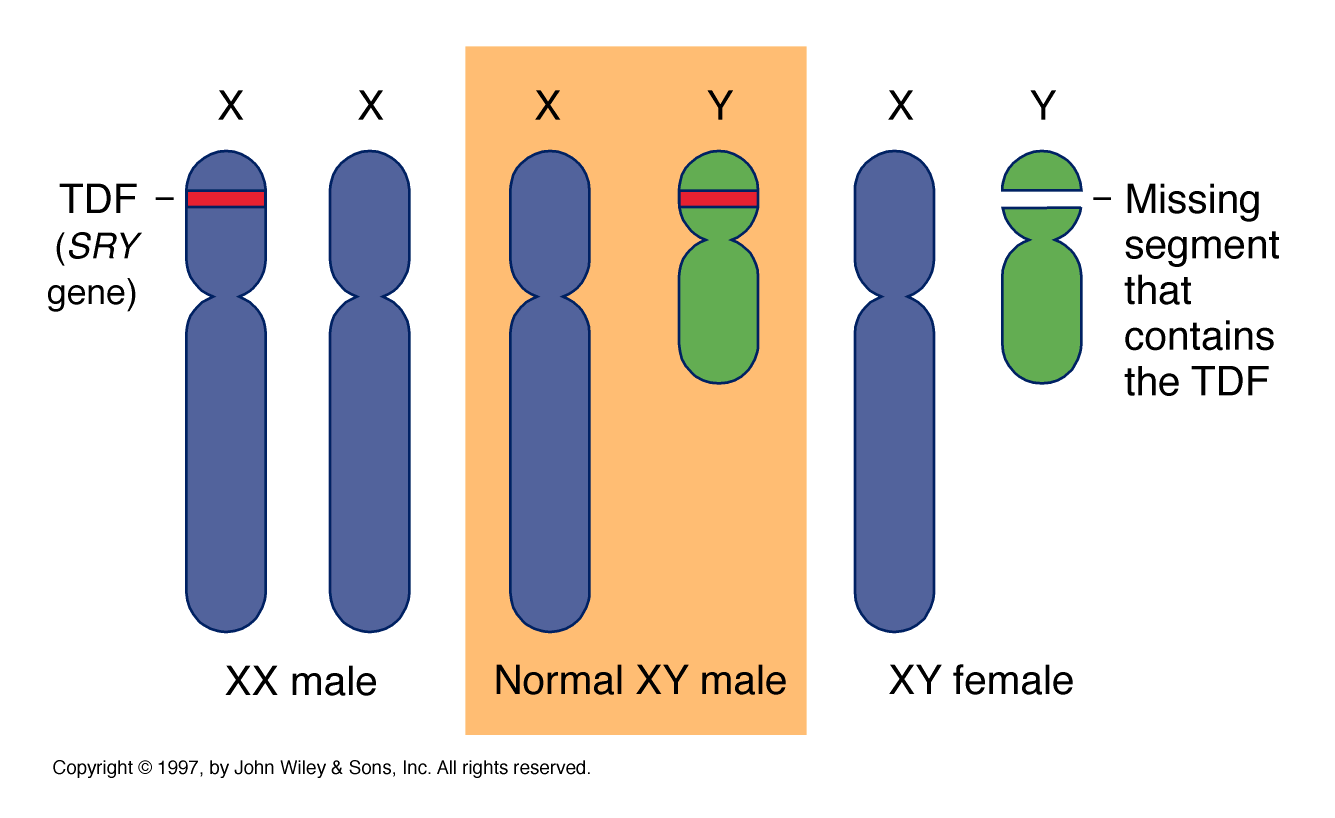 X X X Y X Y
TDF –
(SRY
gene)
– Missing
segment
that
contains
the TDF
XX male
Normal XY male
XY female
Copyright © 1997, by John Wiley & Sons, Inc. All rights reserved.